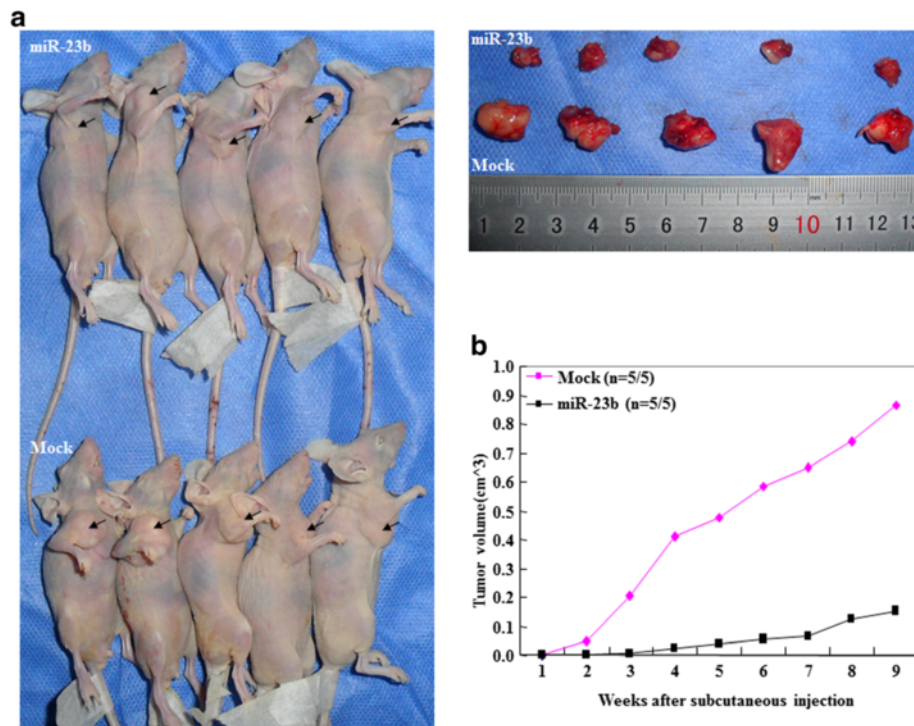 a
miR-23b
Mock
miR-23b
Mock
mm
1 2 3 4 5 6 7 8 9 10 11 12 13
b
Mock (n=5/5)
miR-23b (n=5/5)
Tumor volume(cm^3)
1.0
0.9
0.8
0.7
0.6
0.5
0.4
0.3
0.2
0.1
0.0
1 2 3 4 5 6 7 8 9
Weeks after subcutaneous injection